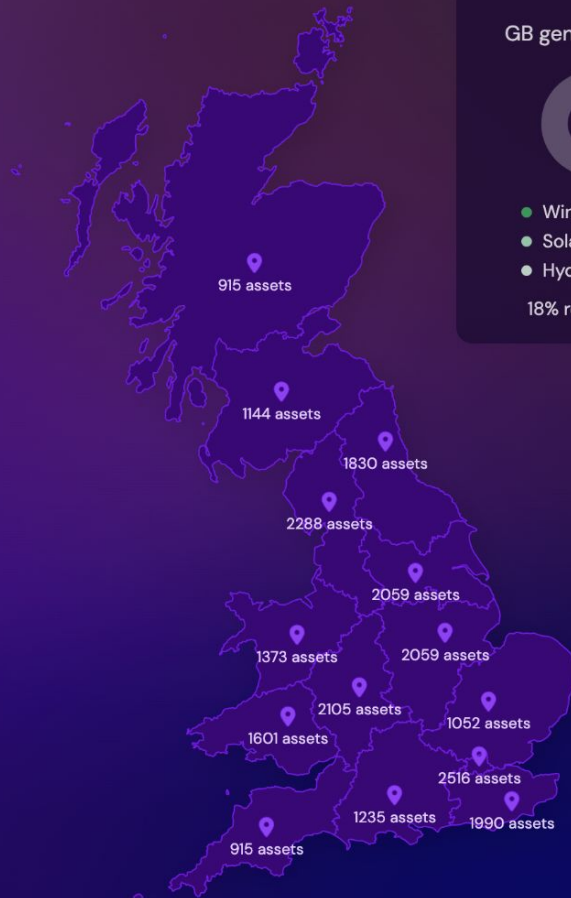 GB gen
Win
Sola
Hyd
18% r
915 assets
1144 assets
1830 assets
2288 assets
2059 assets
1373 assets
2059 assets
2105 assets
1052 assets
1601 assets
2516 assets
1235 assets
1990 assets
915 assets